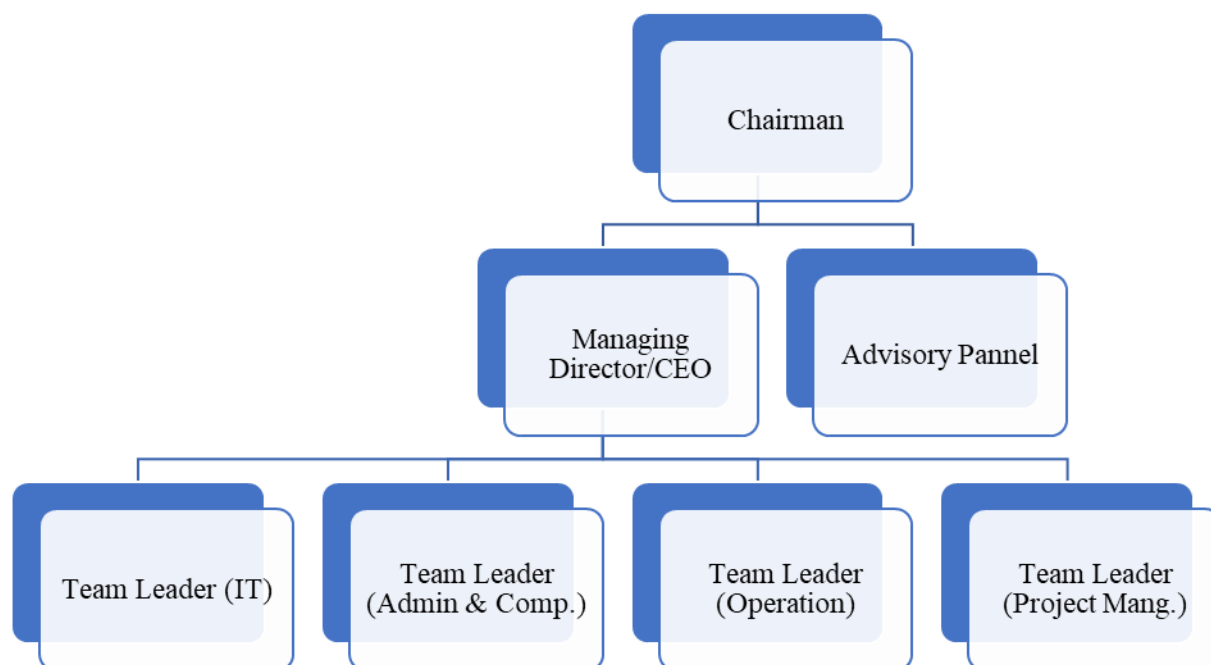 Chairman
Managing
Director/CEO
Advisory Pannel
Team Leader (IT)
Team Leader
(Admin & Comp.)
Team Leader
(Operation)
Team Leader
(Project Mang.)